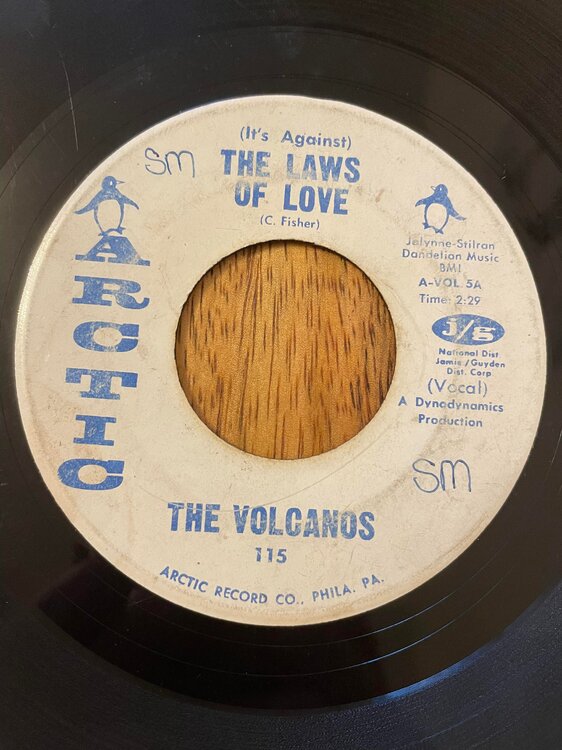 (It's Against)
THE LAWS
OF LOVE
(C. Fisher)
SM
ARCTIC
Jalynne-Stilran
Dandelion Music
BMI
A-VOL 5A
Time: 2:29
j/g
National Dist.
Jamie/Guyden
Dist. Corp
(Vocal)
A Dynodynamics
Production
SM
THE VOLCANOS
115
ARCTIC RECORD CO., PHILA. PA.